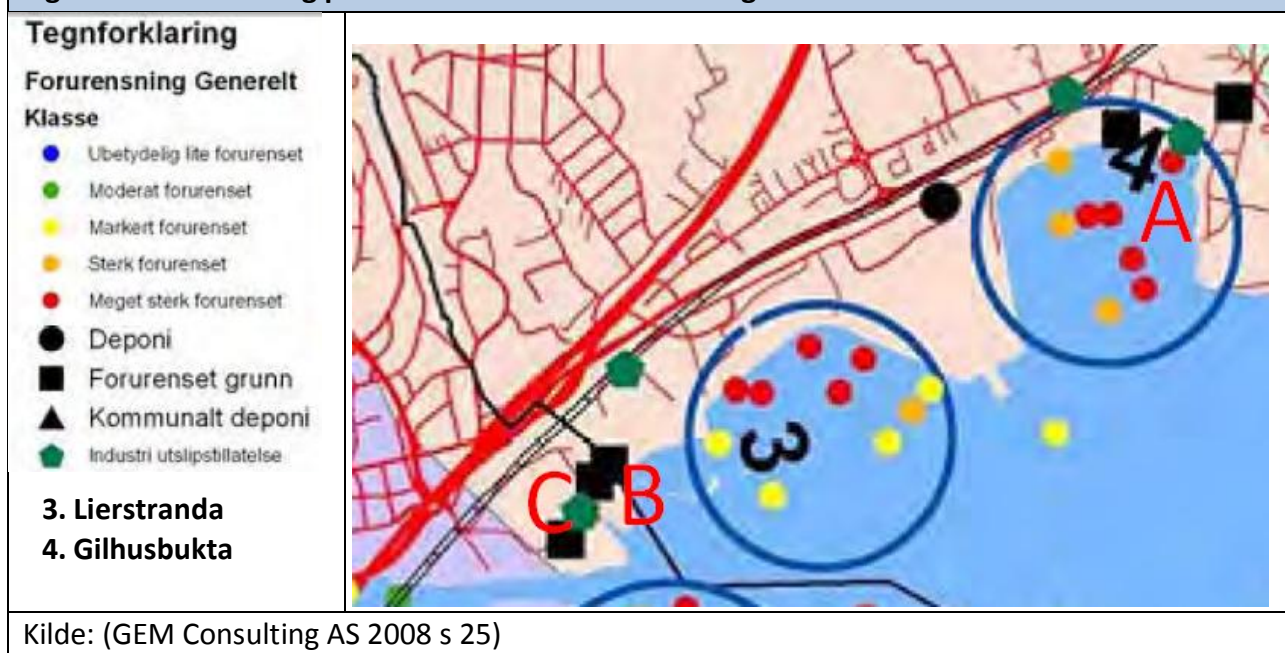 Tegnforklaring
Forurensning Generelt
Klasse
Ubetydelig lite forurenset
Moderat forurenset
Markert forurenset
Sterk forurenset
Meget sterk forurenset
Deponi
Forurenset grunn
Kommunalt deponi
Industri utslipstillatelse
3. Lierstranda
4. Gilhusbukta
4
A
3
C
B
Kilde: (GEM Consulting AS 2008 s 25)